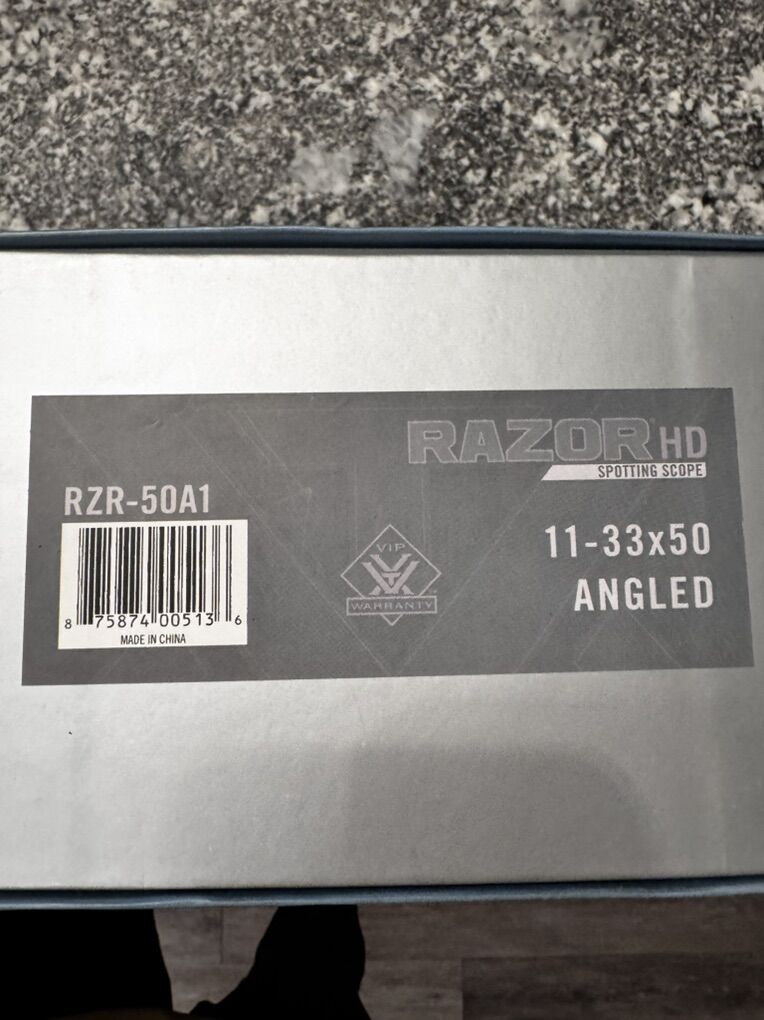 RAZOR® HD
SPOTTING SCOPE
RZR-50A1
8 75874 00513 6
MADE IN CHINA
VIP
WARRANTY
11-33x50
ANGLED